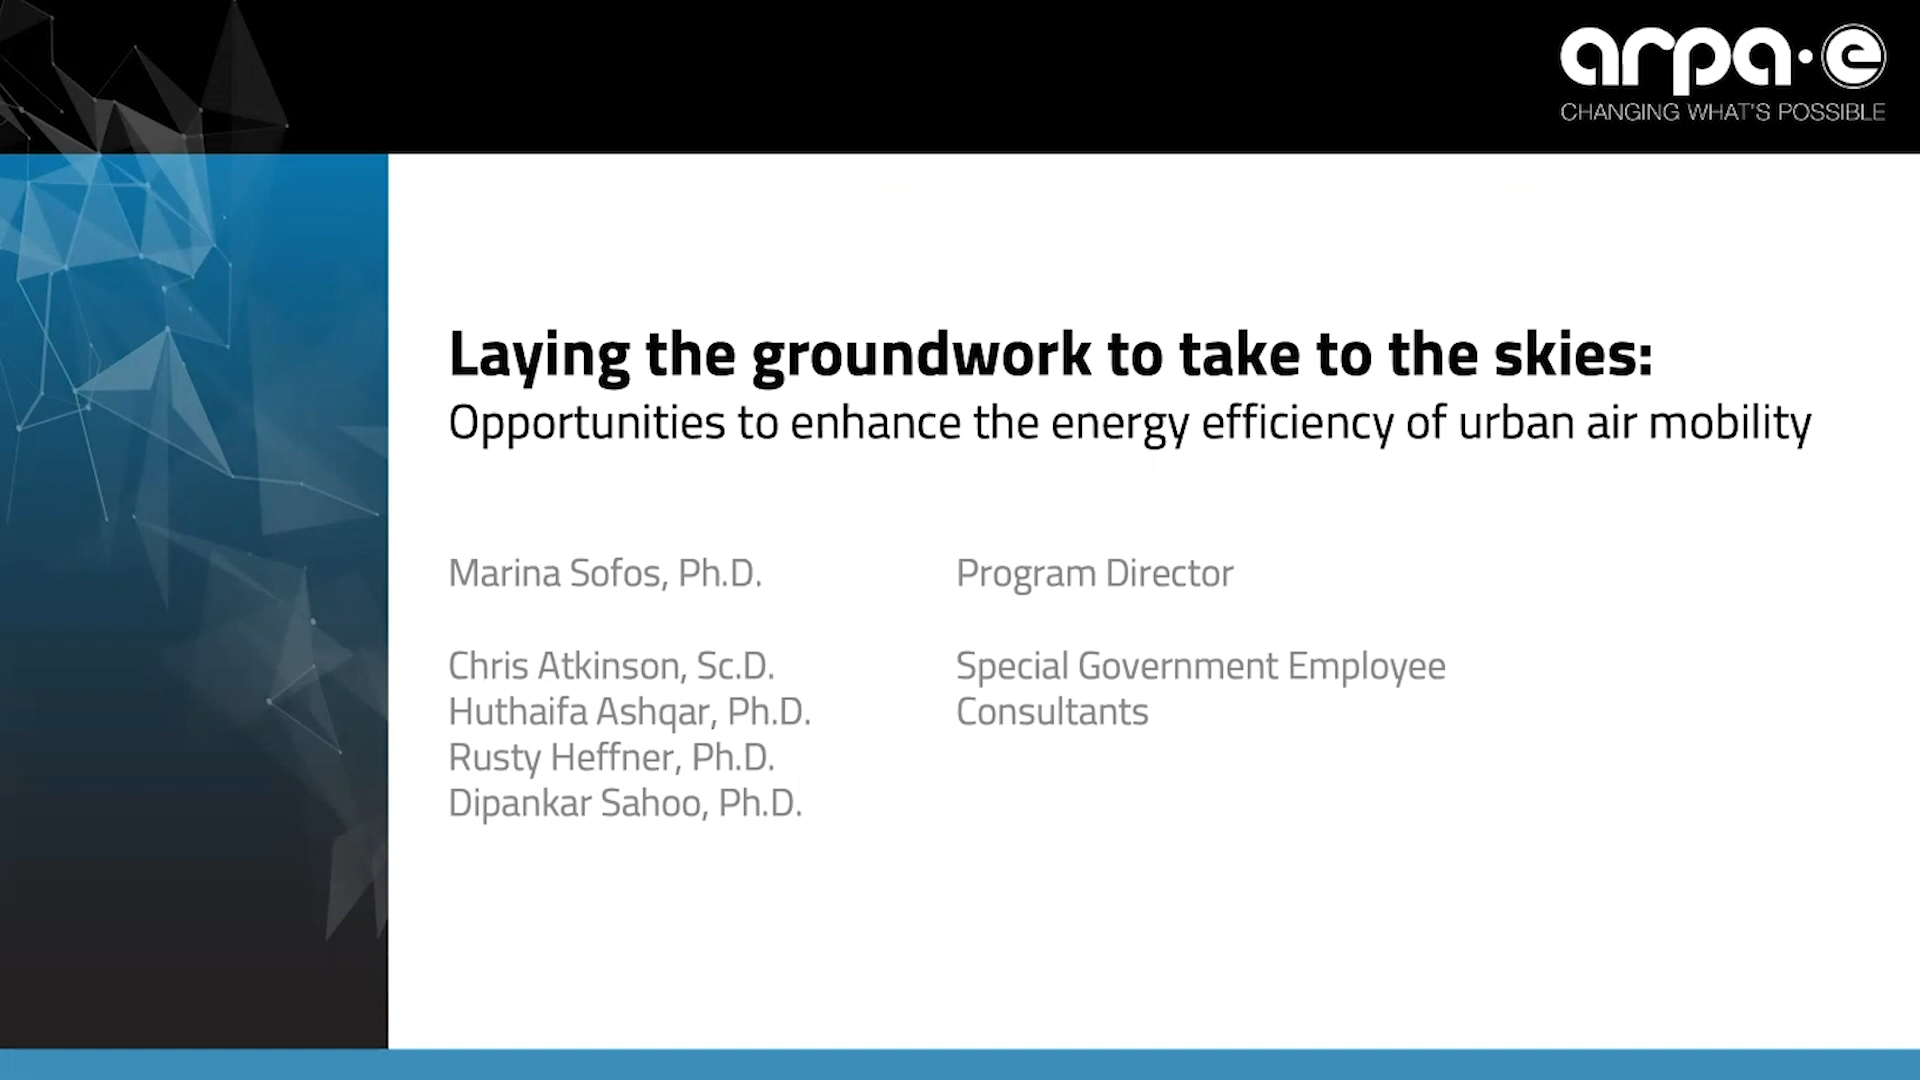 arpa·e
CHANGING WHAT'S POSSIBLE
Laying the groundwork to take to the skies:
Opportunities to enhance the energy efficiency of urban air mobility
Marina Sofos, Ph.D. Program Director
Chris Atkinson, Sc.D. Special Government Employee
Huthaifa Ashqar, Ph.D. Consultants
Rusty Heffner, Ph.D.
Dipankar Sahoo, Ph.D.